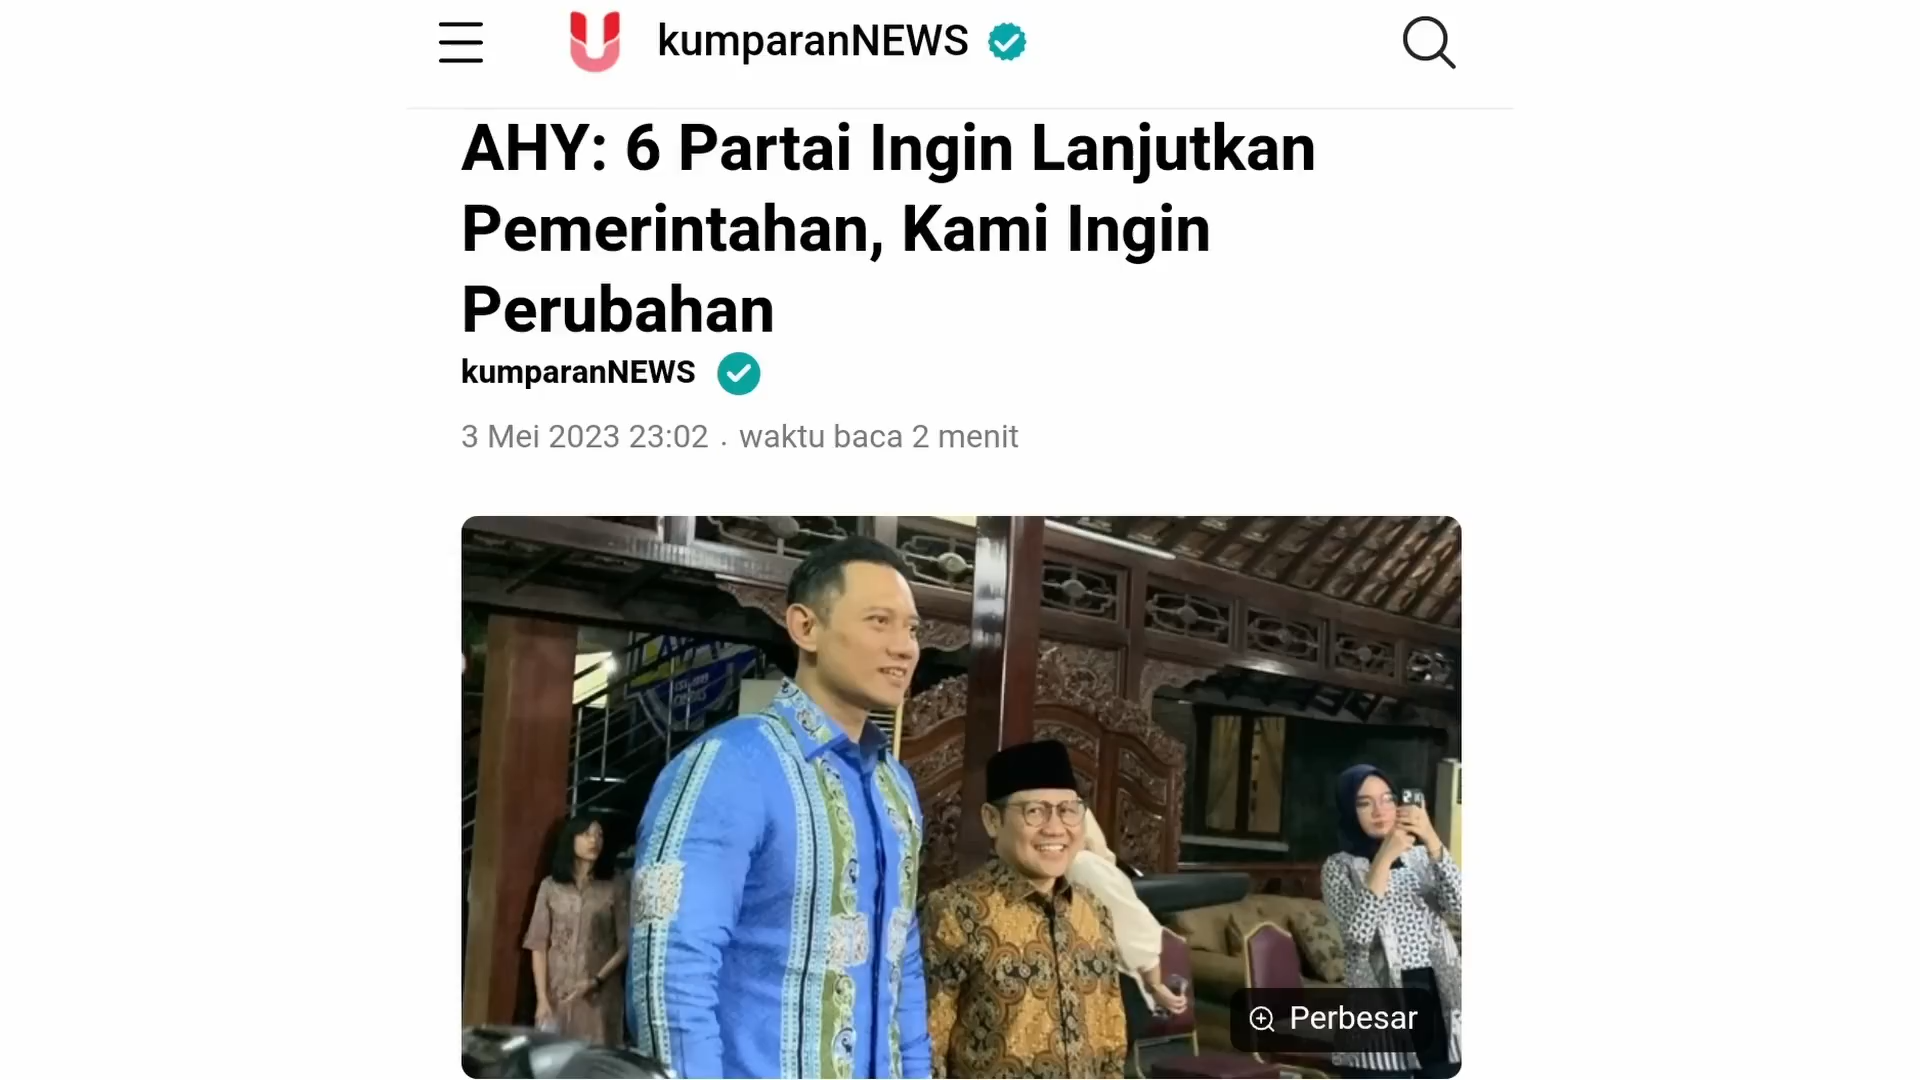 kumparanNEWS
AHY: 6 Partai Ingin Lanjutkan
Pemerintahan, Kami Ingin
Perubahan
kumparanNEWS
3 Mei 2023 23:02 . waktu baca 2 menit
Perbesar